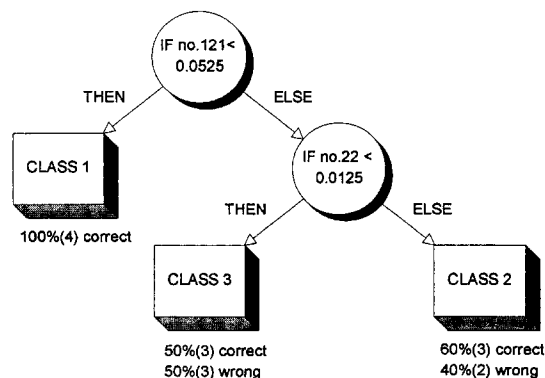 IF no.121<
0.0525
THEN
ELSE
CLASS 1
100%(4) correct
IF no.22 <
0.0125
THEN
ELSE
CLASS 3
CLASS 2
50%(3) correct
50%(3) wrong
60%(3) correct
40%(2) wrong